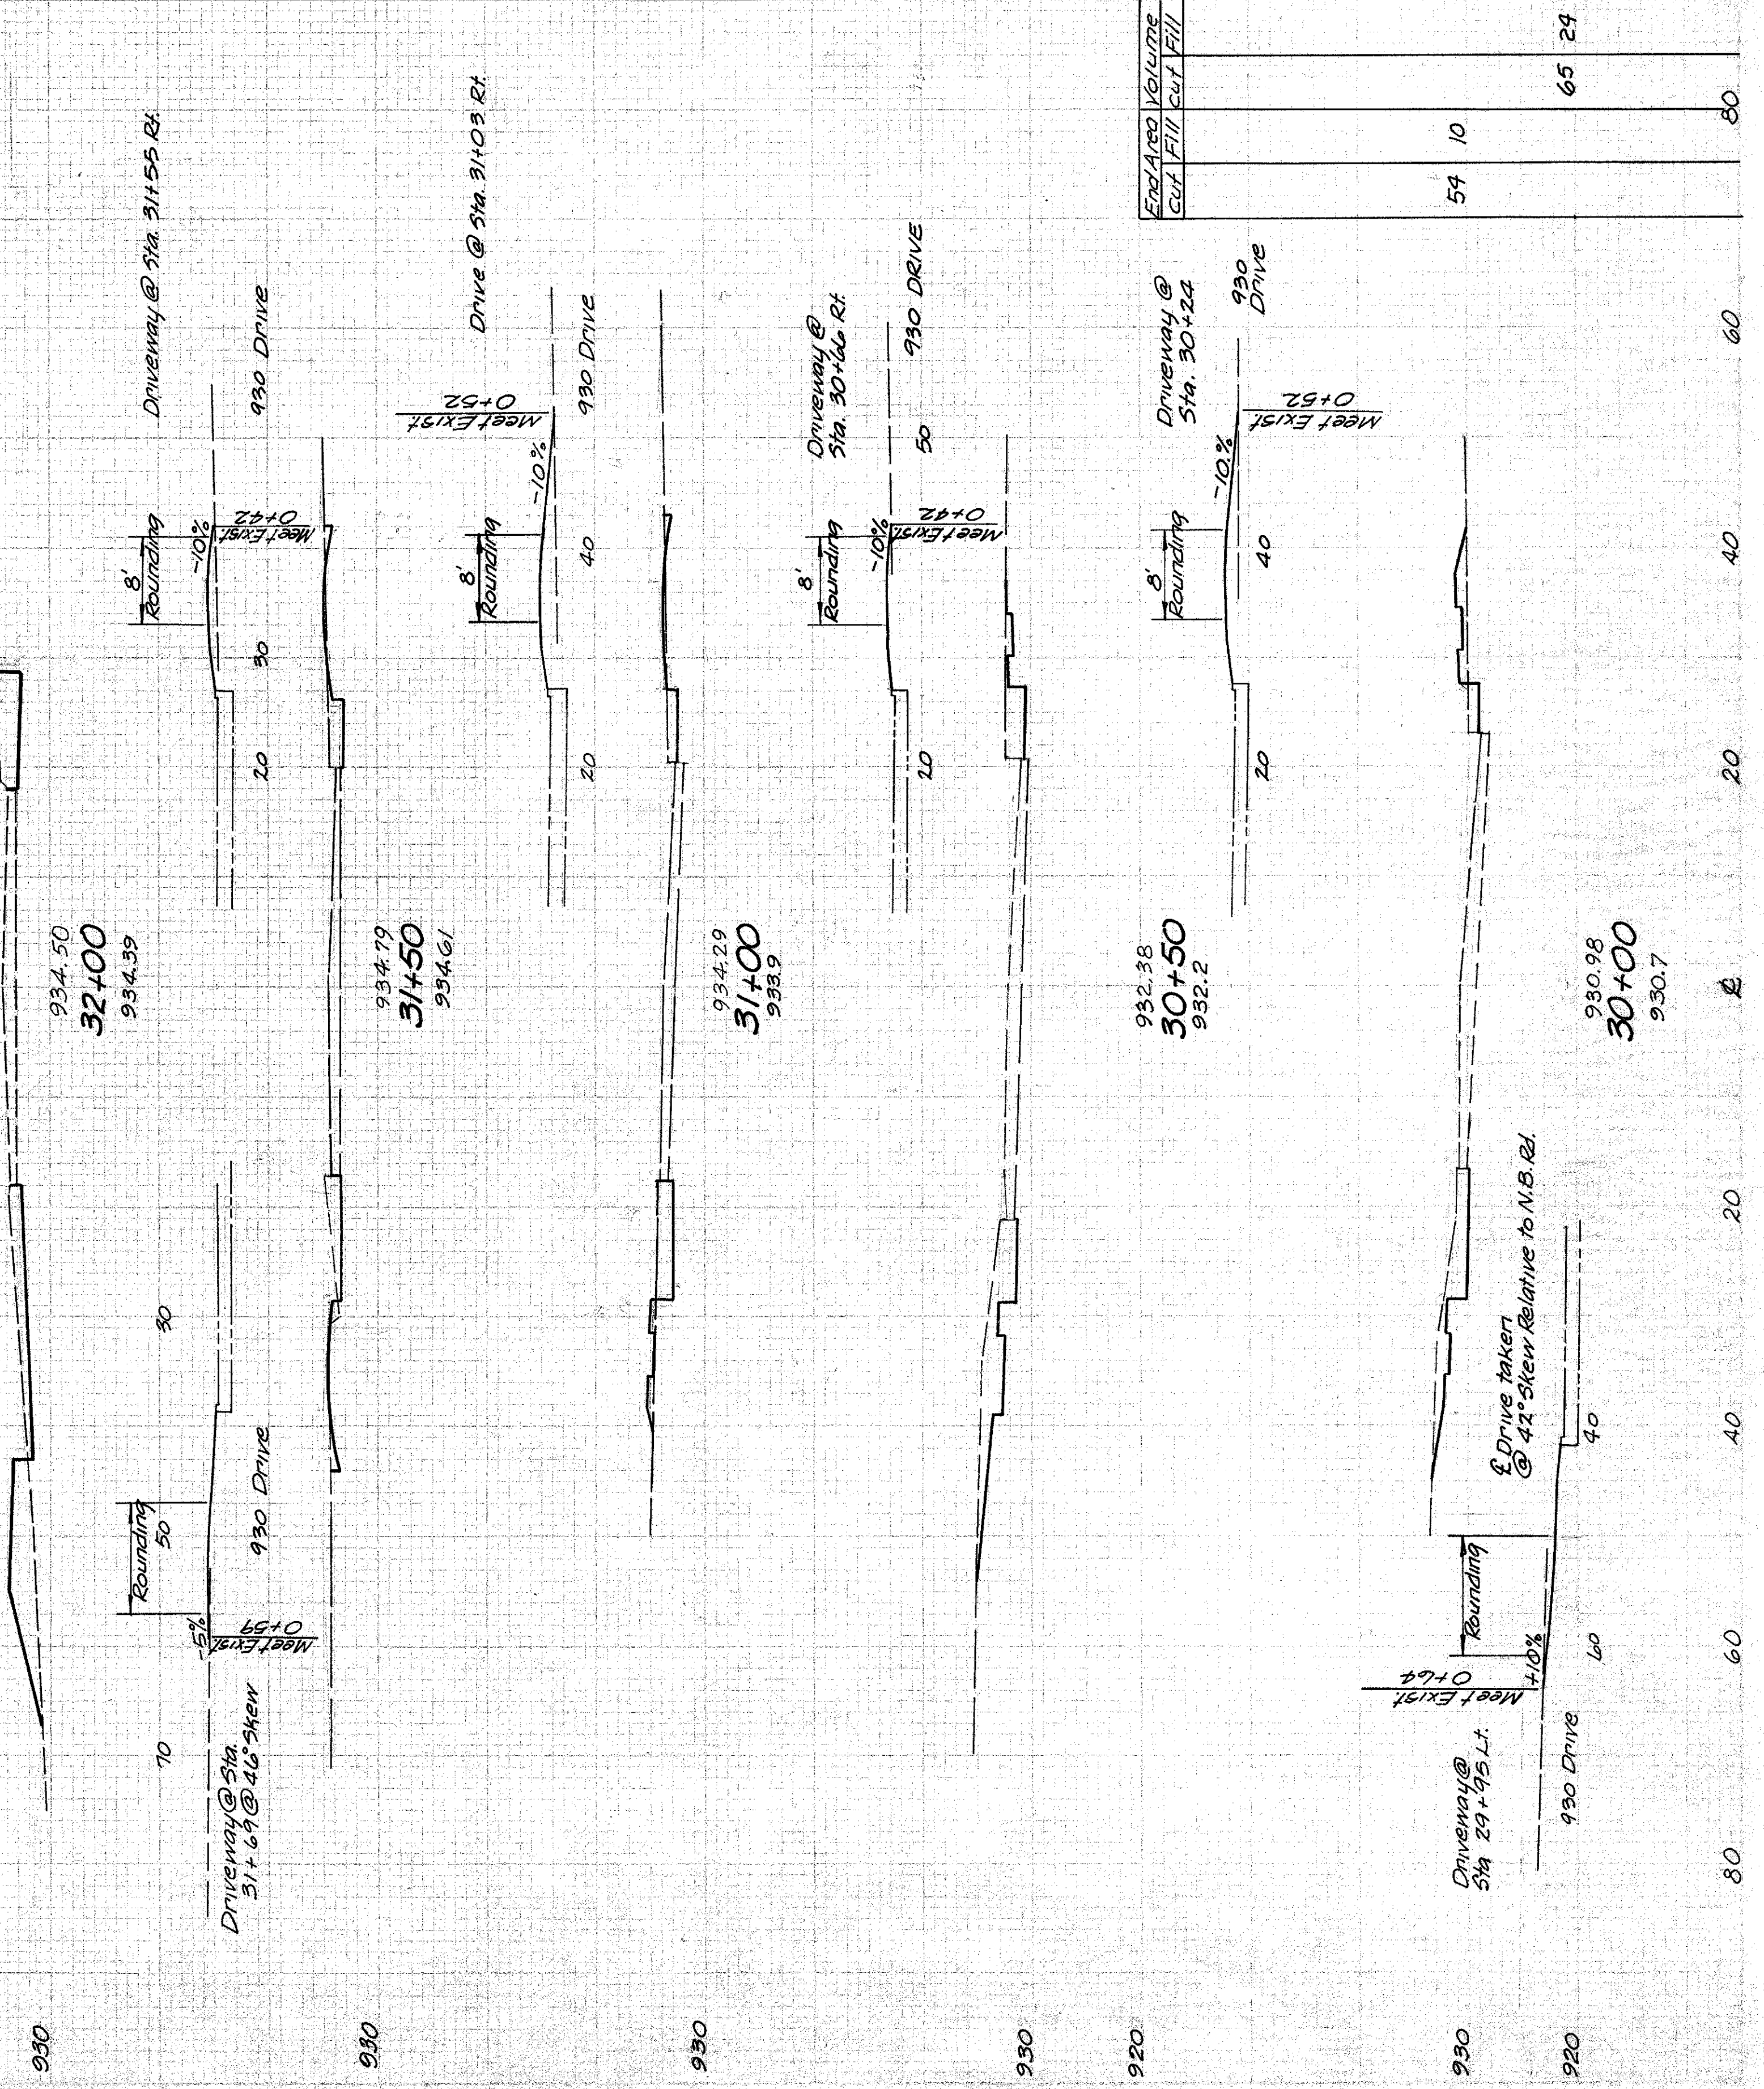 End Area Volume
Cut Fill Cut Fill
54 10
65 24
Driveway @ Sta. 31+55 Rt.
930 Drive
8'
Rounding
-10%
Meet Exist.
0+42
30
20
934.50
32+00
934.39
30
Rounding
50
930 Drive
-5%
Meet Exist.
0+59
70
Driveway @ Sta.
31+69 @ 46° Skew
930
Drive @ Sta. 31+03 Rt.
930 Drive
8'
Rounding
-10%
Meet Exist.
0+52
40
20
934.79
31+50
934.61
930
Driveway @
Sta. 30+66 Rt.
930 DRIVE
50
8'
Rounding
-10%
Meet Exist.
0+42
20
934.29
31+00
933.9
930
Driveway @
Sta. 30+24
930
Drive
8'
Rounding
-10%
Meet Exist.
0+52
40
20
932.38
30+50
932.2
930
920
℄ Drive taken
@ 42° Skew Relative to N.B. Rd.
40
Rounding
+10%
Meet Exist.
0+64
60
Driveway @
Sta 29+95 Lt.
930 Drive
930.98
30+00
930.7
930
920
80 60 40 20 ℄ 20 40 60 80